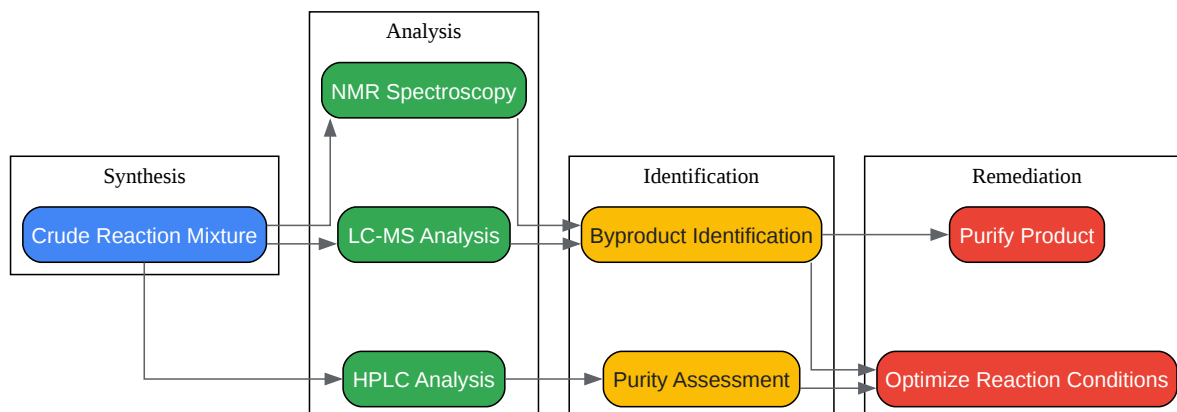 Synthesis
Crude Reaction Mixture
Analysis
NMR Spectroscopy
LC-MS Analysis
HPLC Analysis
Identification
Byproduct Identification
Purity Assessment
Remediation
Purify Product
Optimize Reaction Conditions